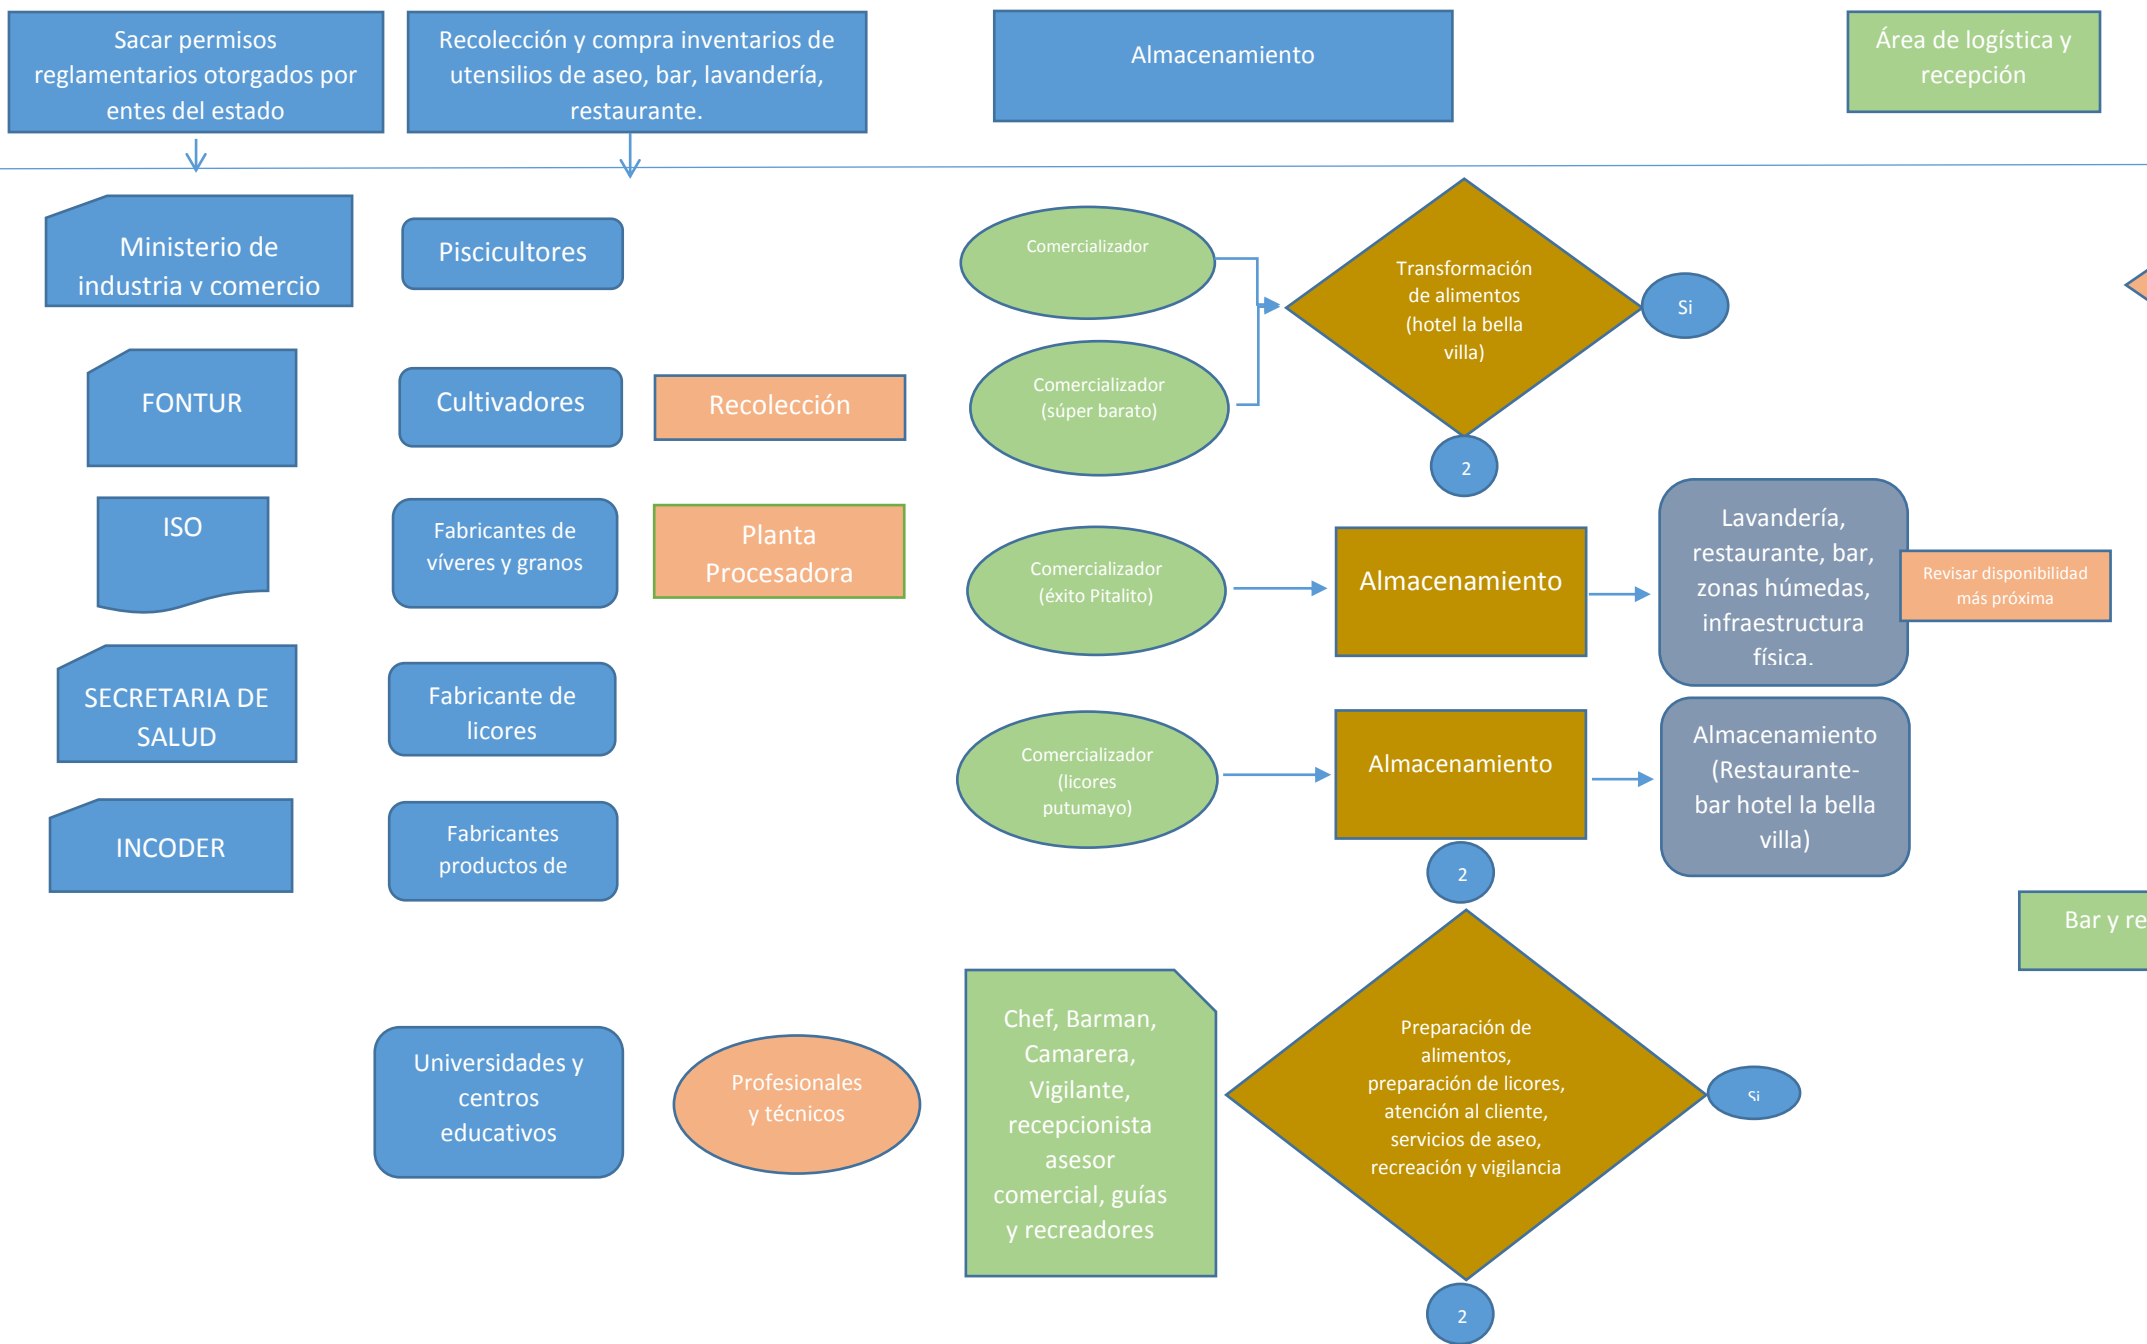 Sacar permisos
reglamentarios otorgados por
entes del estado
Recolección y compra inventarios de
utensilios de aseo, bar, lavandería,
restaurante.
Almacenamiento
Área de logística y
recepción
Ministerio de
industria y comercio
Piscicultores
Comercializador
Transformación
de alimentos
(hotel la bella
villa)
Si
FONTUR
Cultivadores
Recolección
Comercializador
(súper barato)
2
ISO
Fabricantes de
víveres y granos
Planta
Procesadora
Comercializador
(éxito Pitalito)
Almacenamiento
Lavandería,
restaurante, bar,
zonas húmedas,
infraestructura
física.
Revisar disponibilidad
más próxima
SECRETARIA DE
SALUD
Fabricante de
licores
Comercializador
(licores
putumayo)
Almacenamiento
Almacenamiento
(Restaurante-
bar hotel la bella
villa)
INCODER
Fabricantes
productos de
2
Bar y re
Universidades y
centros
educativos
Profesionales
y técnicos
Chef, Barman,
Camarera,
Vigilante,
recepcionista
asesor
comercial, guías
y recreadores
Preparación de
alimentos,
preparación de licores,
atención al cliente,
servicios de aseo,
recreación y vigilancia
Si
2